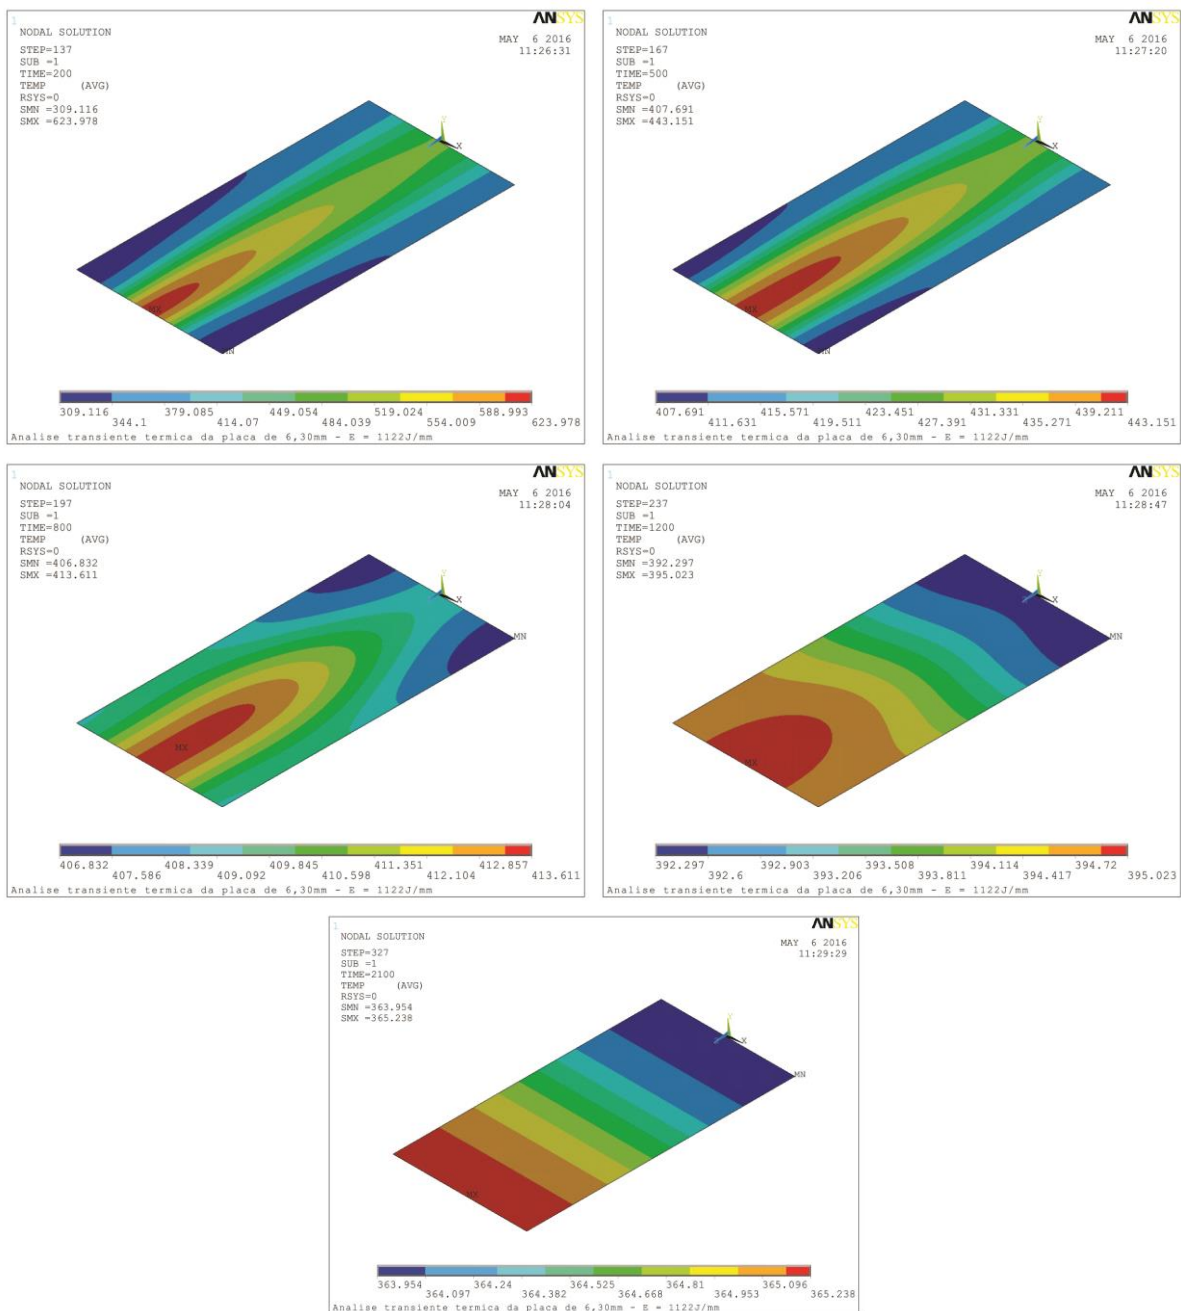 1
ANSYS
NODAL SOLUTION
MAY 6 2016
11:26:31
STEP=137
SUB =1
TIME=200
TEMP (AVG)
RSYS=0
SMN =309.116
SMX =623.978
Y
X
MX
MN
309.116 379.085 449.054 519.024 588.993
344.1 414.07 484.039 554.009 623.978
Analise transiente termica da placa de 6,30mm - E = 1122J/mm
1
ANSYS
NODAL SOLUTION
MAY 6 2016
11:27:20
STEP=167
SUB =1
TIME=500
TEMP (AVG)
RSYS=0
SMN =407.691
SMX =443.151
Y
X
MX
MN
407.691 415.571 423.451 431.331 439.211
411.631 419.511 427.391 435.271 443.151
Analise transiente termica da placa de 6,30mm - E = 1122J/mm
1
ANSYS
NODAL SOLUTION
MAY 6 2016
11:28:04
STEP=197
SUB =1
TIME=800
TEMP (AVG)
RSYS=0
SMN =406.832
SMX =413.611
Y
X
MN
MX
406.832 408.339 409.845 411.351 412.857
407.586 409.092 410.598 412.104 413.611
Analise transiente termica da placa de 6,30mm - E = 1122J/mm
1
ANSYS
NODAL SOLUTION
MAY 6 2016
11:28:47
STEP=237
SUB =1
TIME=1200
TEMP (AVG)
RSYS=0
SMN =392.297
SMX =395.023
Y
Z X
MN
MX
392.297 392.903 393.508 394.114 394.72
392.6 393.206 393.811 394.417 395.023
Analise transiente termica da placa de 6,30mm - E = 1122J/mm
1
ANSYS
NODAL SOLUTION
MAY 6 2016
11:29:29
STEP=327
SUB =1
TIME=2100
TEMP (AVG)
RSYS=0
SMN =363.954
SMX =365.238
Y
Z X
MN
MX
363.954 364.24 364.525 364.81 365.096
364.097 364.382 364.668 364.953 365.238
Analise transiente termica da placa de 6,30mm - E = 1122J/mm